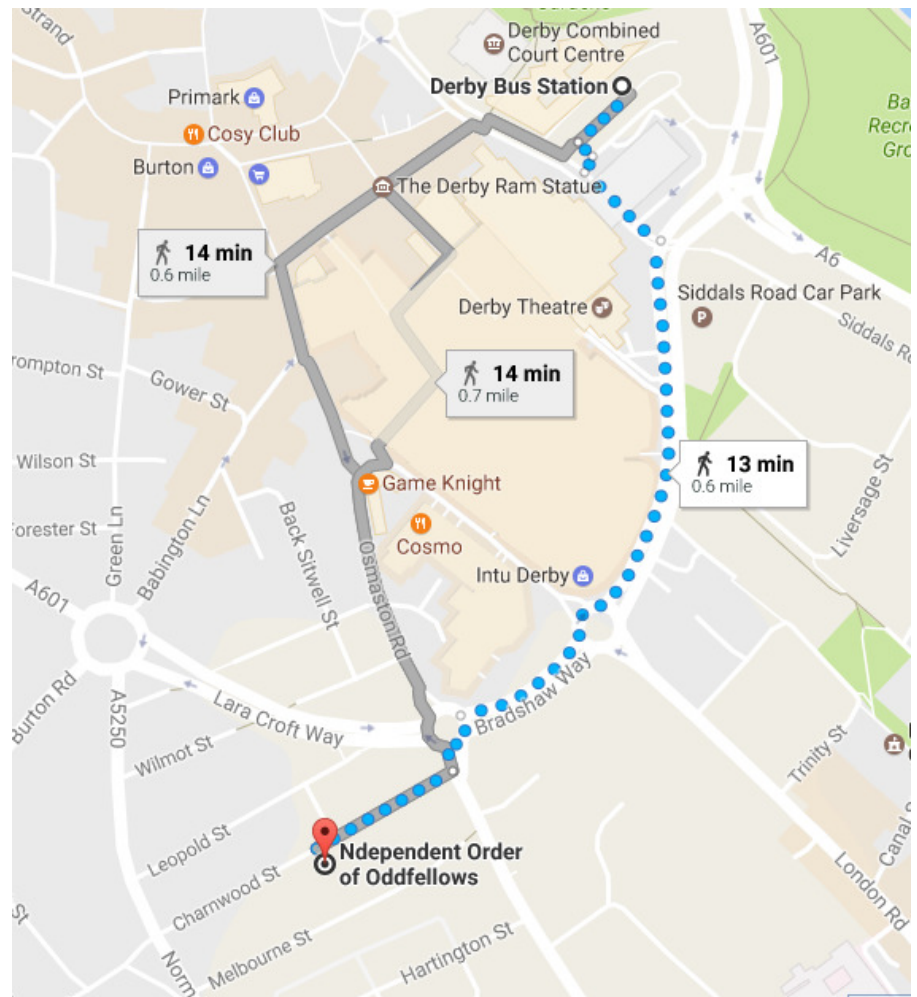 Strand
Derby Combined
Court Centre
A601
Derby Bus Station
Primark
Cosy Club
Burton
The Derby Ram Statue
14 min
0.6 mile
A6
Siddals Road Car Park
Derby Theatre
Siddals
14 min
0.7 mile
rompton St
Gower St
13 min
0.6 mile
Wilson St
Game Knight
Forester St
Green Ln
Babington Ln
Back Sitwell St
Cosmo
Osmaston Rd
Liversage St
Intu Derby
A601
Burton Rd
A5250
Lara Croft Way
Bradshaw Way
Wilmot St
Trinity St
Leopold St
Ndependent Order
of Oddfellows
Canal S
London Rd
Charnwood St
St
Norm
Melbourne St
Hartington St